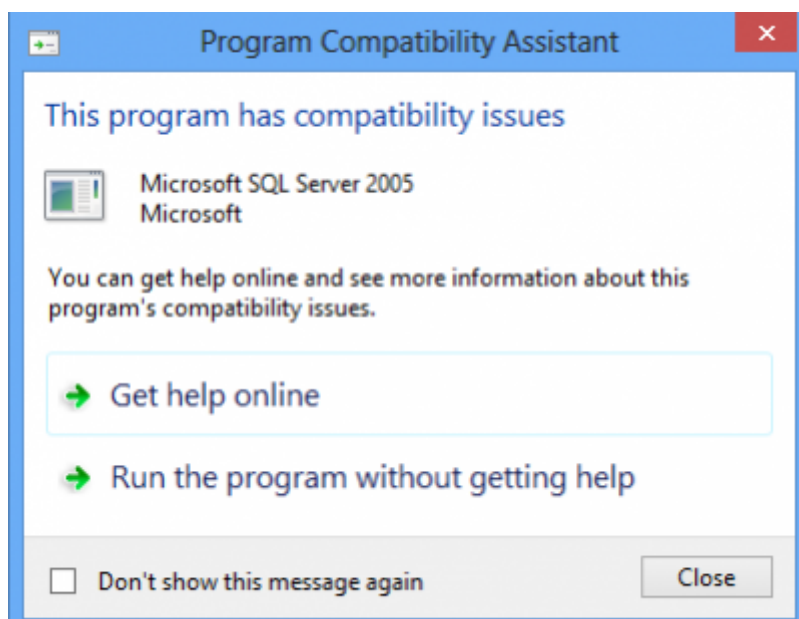 Program Compatibility Assistant
This program has compatibility issues
Microsoft SQL Server 2005
Microsoft
You can get help online and see more information about this
program's compatibility issues.
Get help online
Run the program without getting help
Don't show this message again
Close